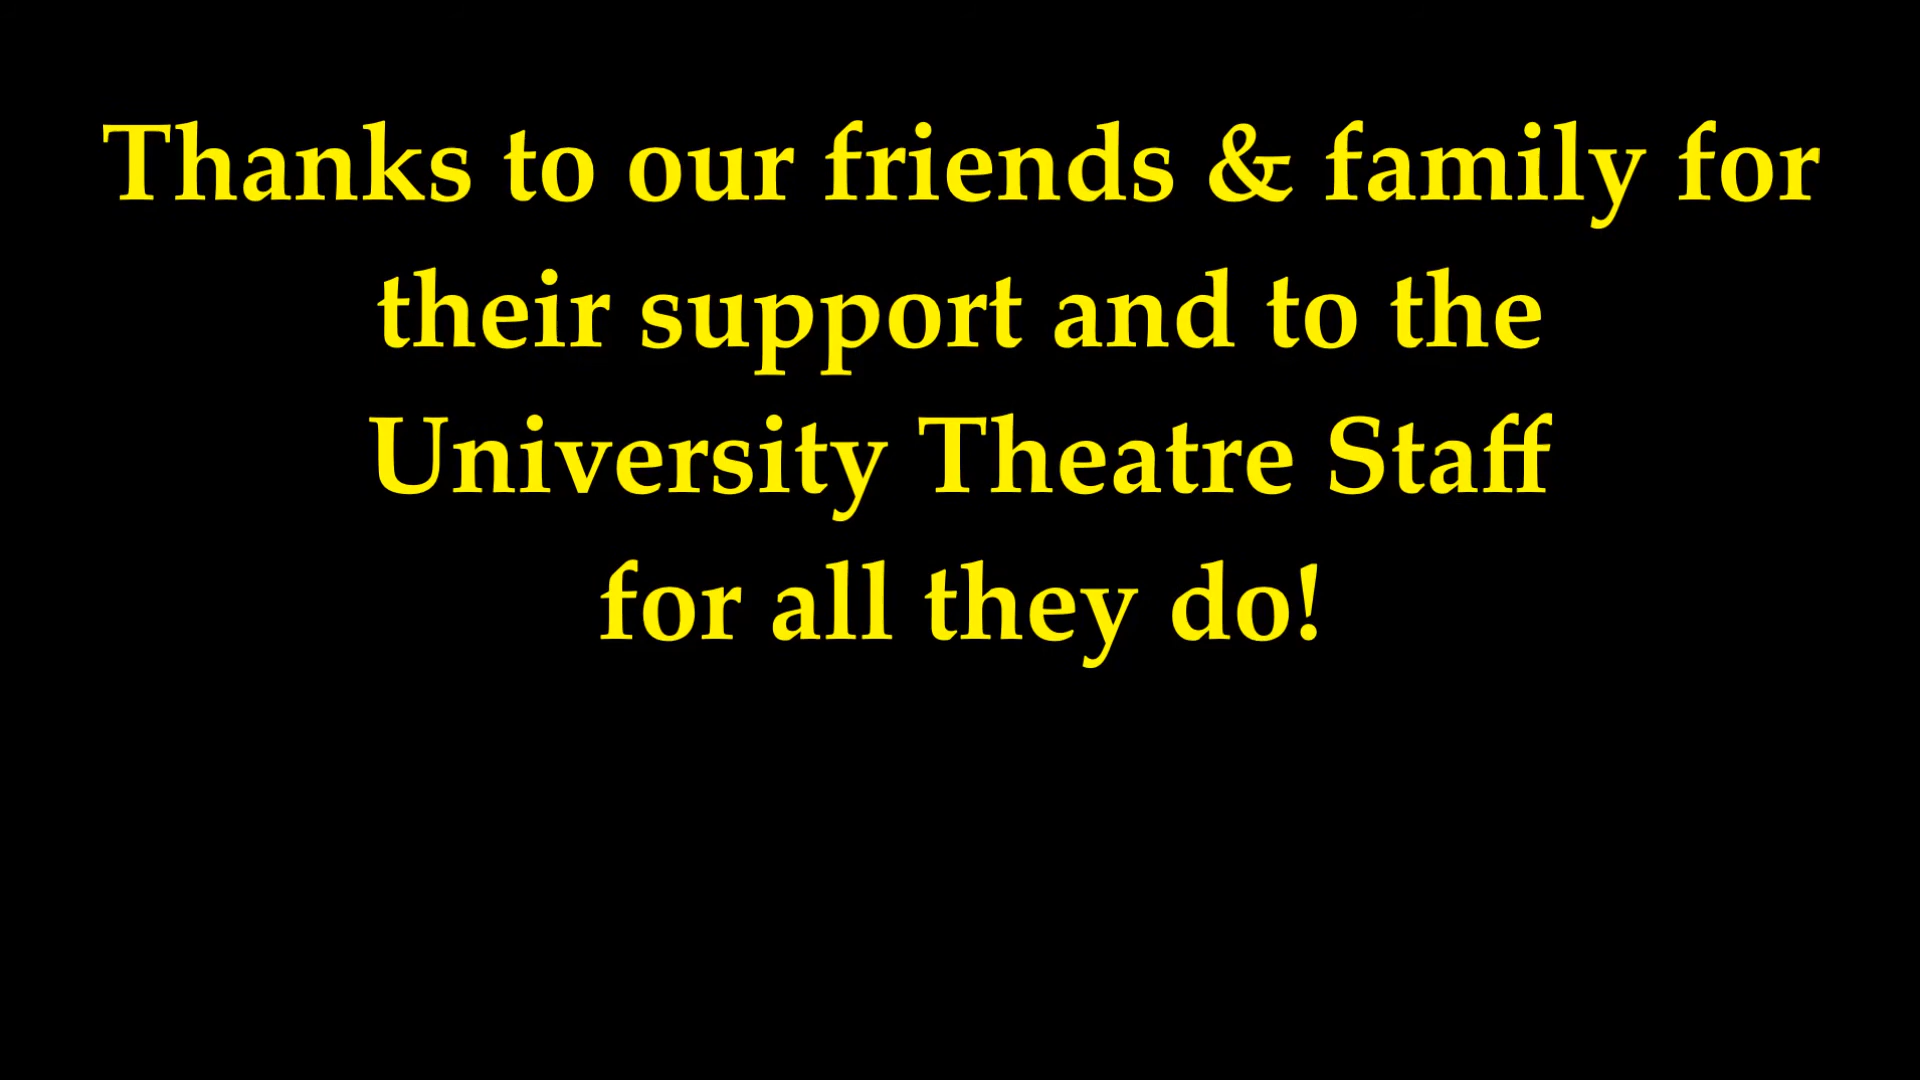 Thanks to our friends & family for
their support and to the
University Theatre Staff
for all they do!